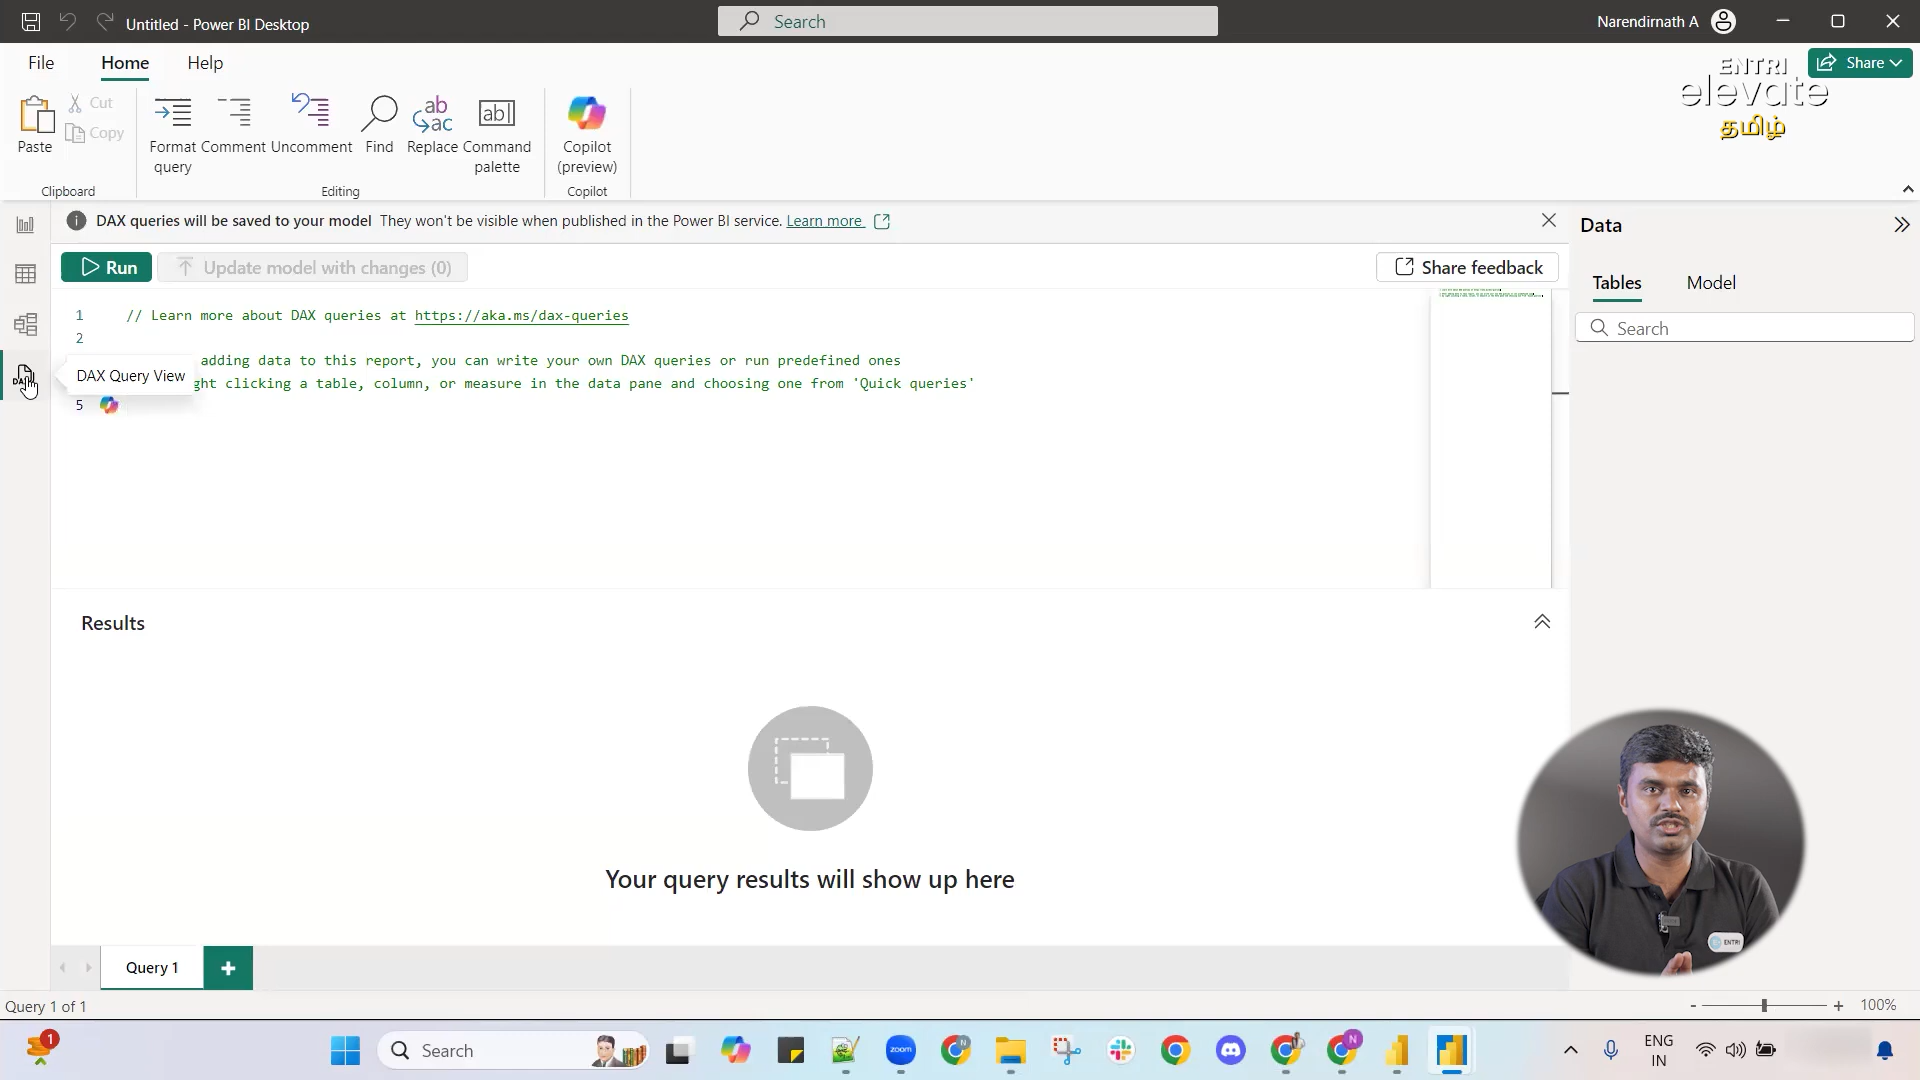 Untitled - Power BI Desktop
Search
Narendirnath A
File
Home
Help
Share
ENTRI
elevate
தமிழ்
Paste
Cut
Copy
Format query
Comment
Uncomment
Find
Replace
Command palette
Copilot (preview)
Clipboard
Editing
Copilot
DAX queries will be saved to your model They won't be visible when published in the Power BI service. Learn more
Data
Run
Update model with changes (0)
Share feedback
Tables
Model
Search
1 // Learn more about DAX queries at https://aka.ms/dax-queries
2
adding data to this report, you can write your own DAX queries or run predefined ones
DAX Query View
ght clicking a table, column, or measure in the data pane and choosing one from 'Quick queries'
5
Results
Your query results will show up here
ENTRI
Query 1
Query 1 of 1
100%
1
Search
zoom
N
N
ENG
IN